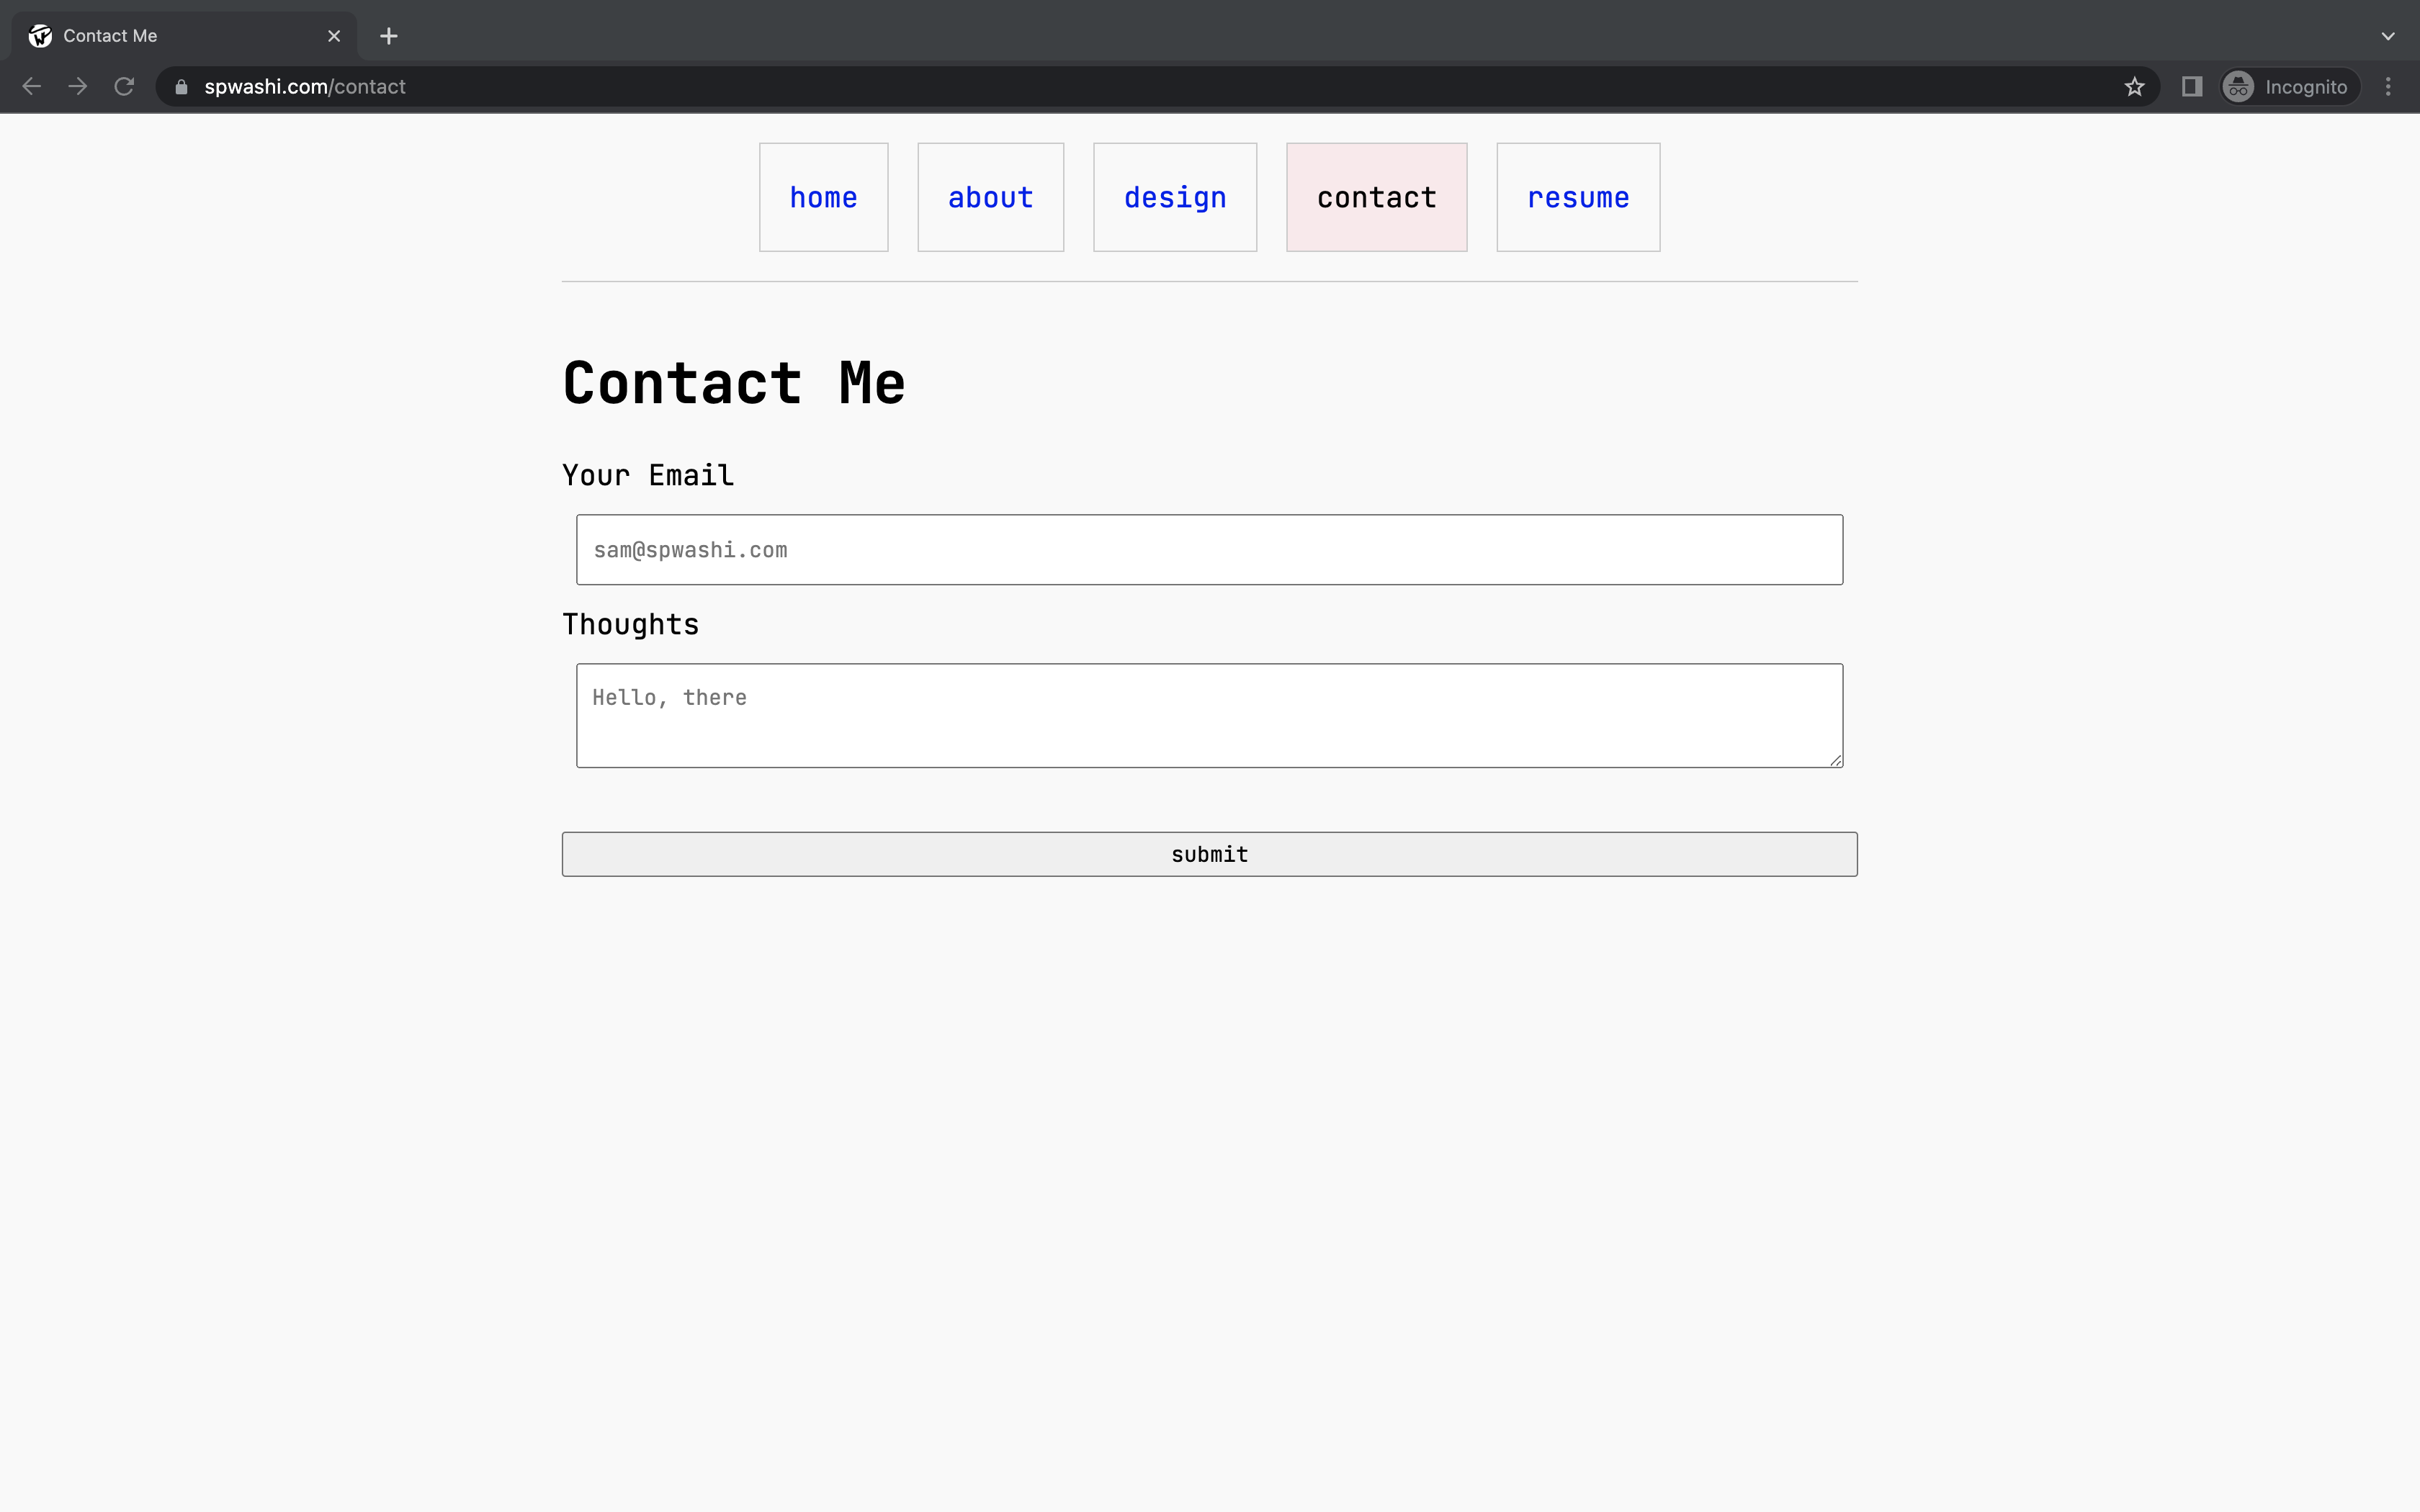 Contact Me
spwashi.com/contact
Incognito
home about design contact resume
Contact Me
Your Email
sam@spwashi.com
Thoughts
Hello, there
submit